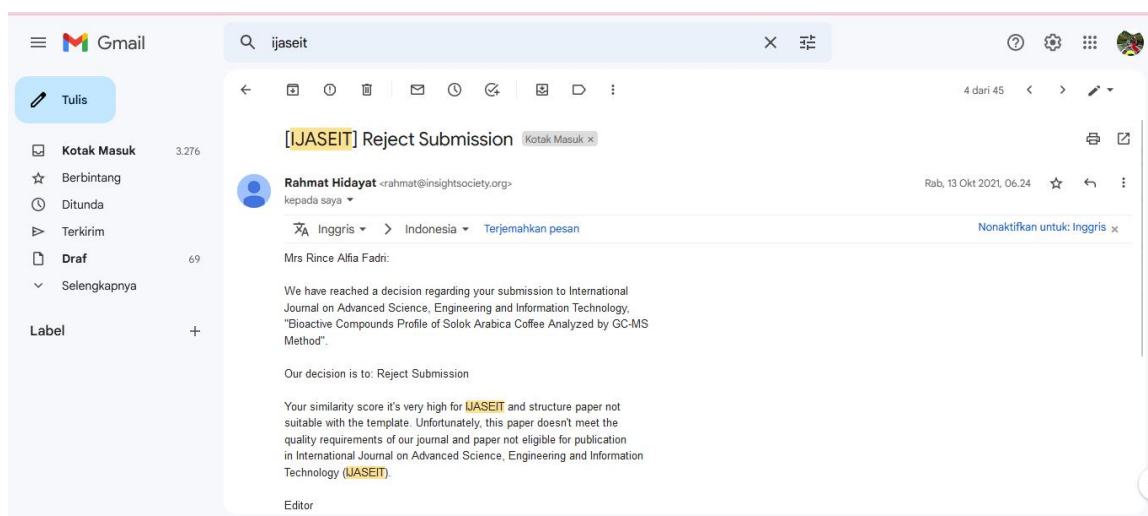 Gmail
ijaseit
Tulis
4 dari 45
Kotak Masuk 3.276
Berbintang
Ditunda
Terkirim
Draf 69
Selengkapnya
Label +
[IJASEIT] Reject Submission Kotak Masuk ×
Rahmat Hidayat <rahmat@insightsociety.org> Rab, 13 Okt 2021, 06.24
kepada saya
Inggris > Indonesia Terjemahkan pesan Nonaktifkan untuk: Inggris ×
Mrs Rince Alfia Fadri:
We have reached a decision regarding your submission to International
Journal on Advanced Science, Engineering and Information Technology,
"Bioactive Compounds Profile of Solok Arabica Coffee Analyzed by GC-MS
Method".
Our decision is to: Reject Submission
Your similarity score it's very high for IJASEIT and structure paper not
suitable with the template. Unfortunately, this paper doesn't meet the
quality requirements of our journal and paper not eligible for publication
in International Journal on Advanced Science, Engineering and Information
Technology (IJASEIT).
Editor